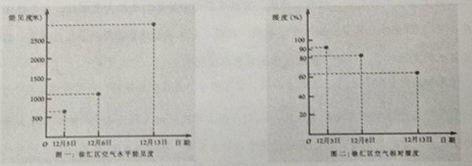 能见度(米)
2500
2000
1500
1000
500
O 12月5日 12月6日 12月13日 日期
图一：徐汇区空气水平能见度
湿度(%)
100
90
80
60
40
20
O 12月5日 12月6日 12月13日 日期
图二：徐汇区空气相对湿度